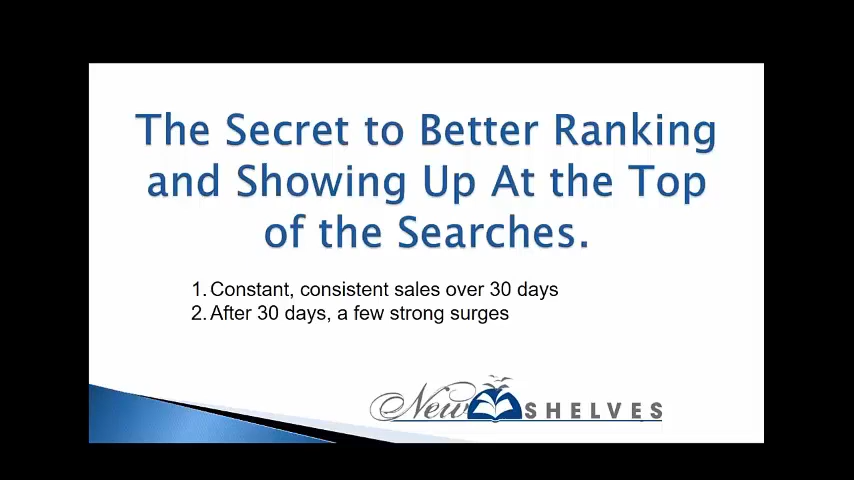 The Secret to Better Ranking
and Showing Up At the Top
of the Searches.
1. Constant, consistent sales over 30 days
2. After 30 days, a few strong surges
New SHELVES